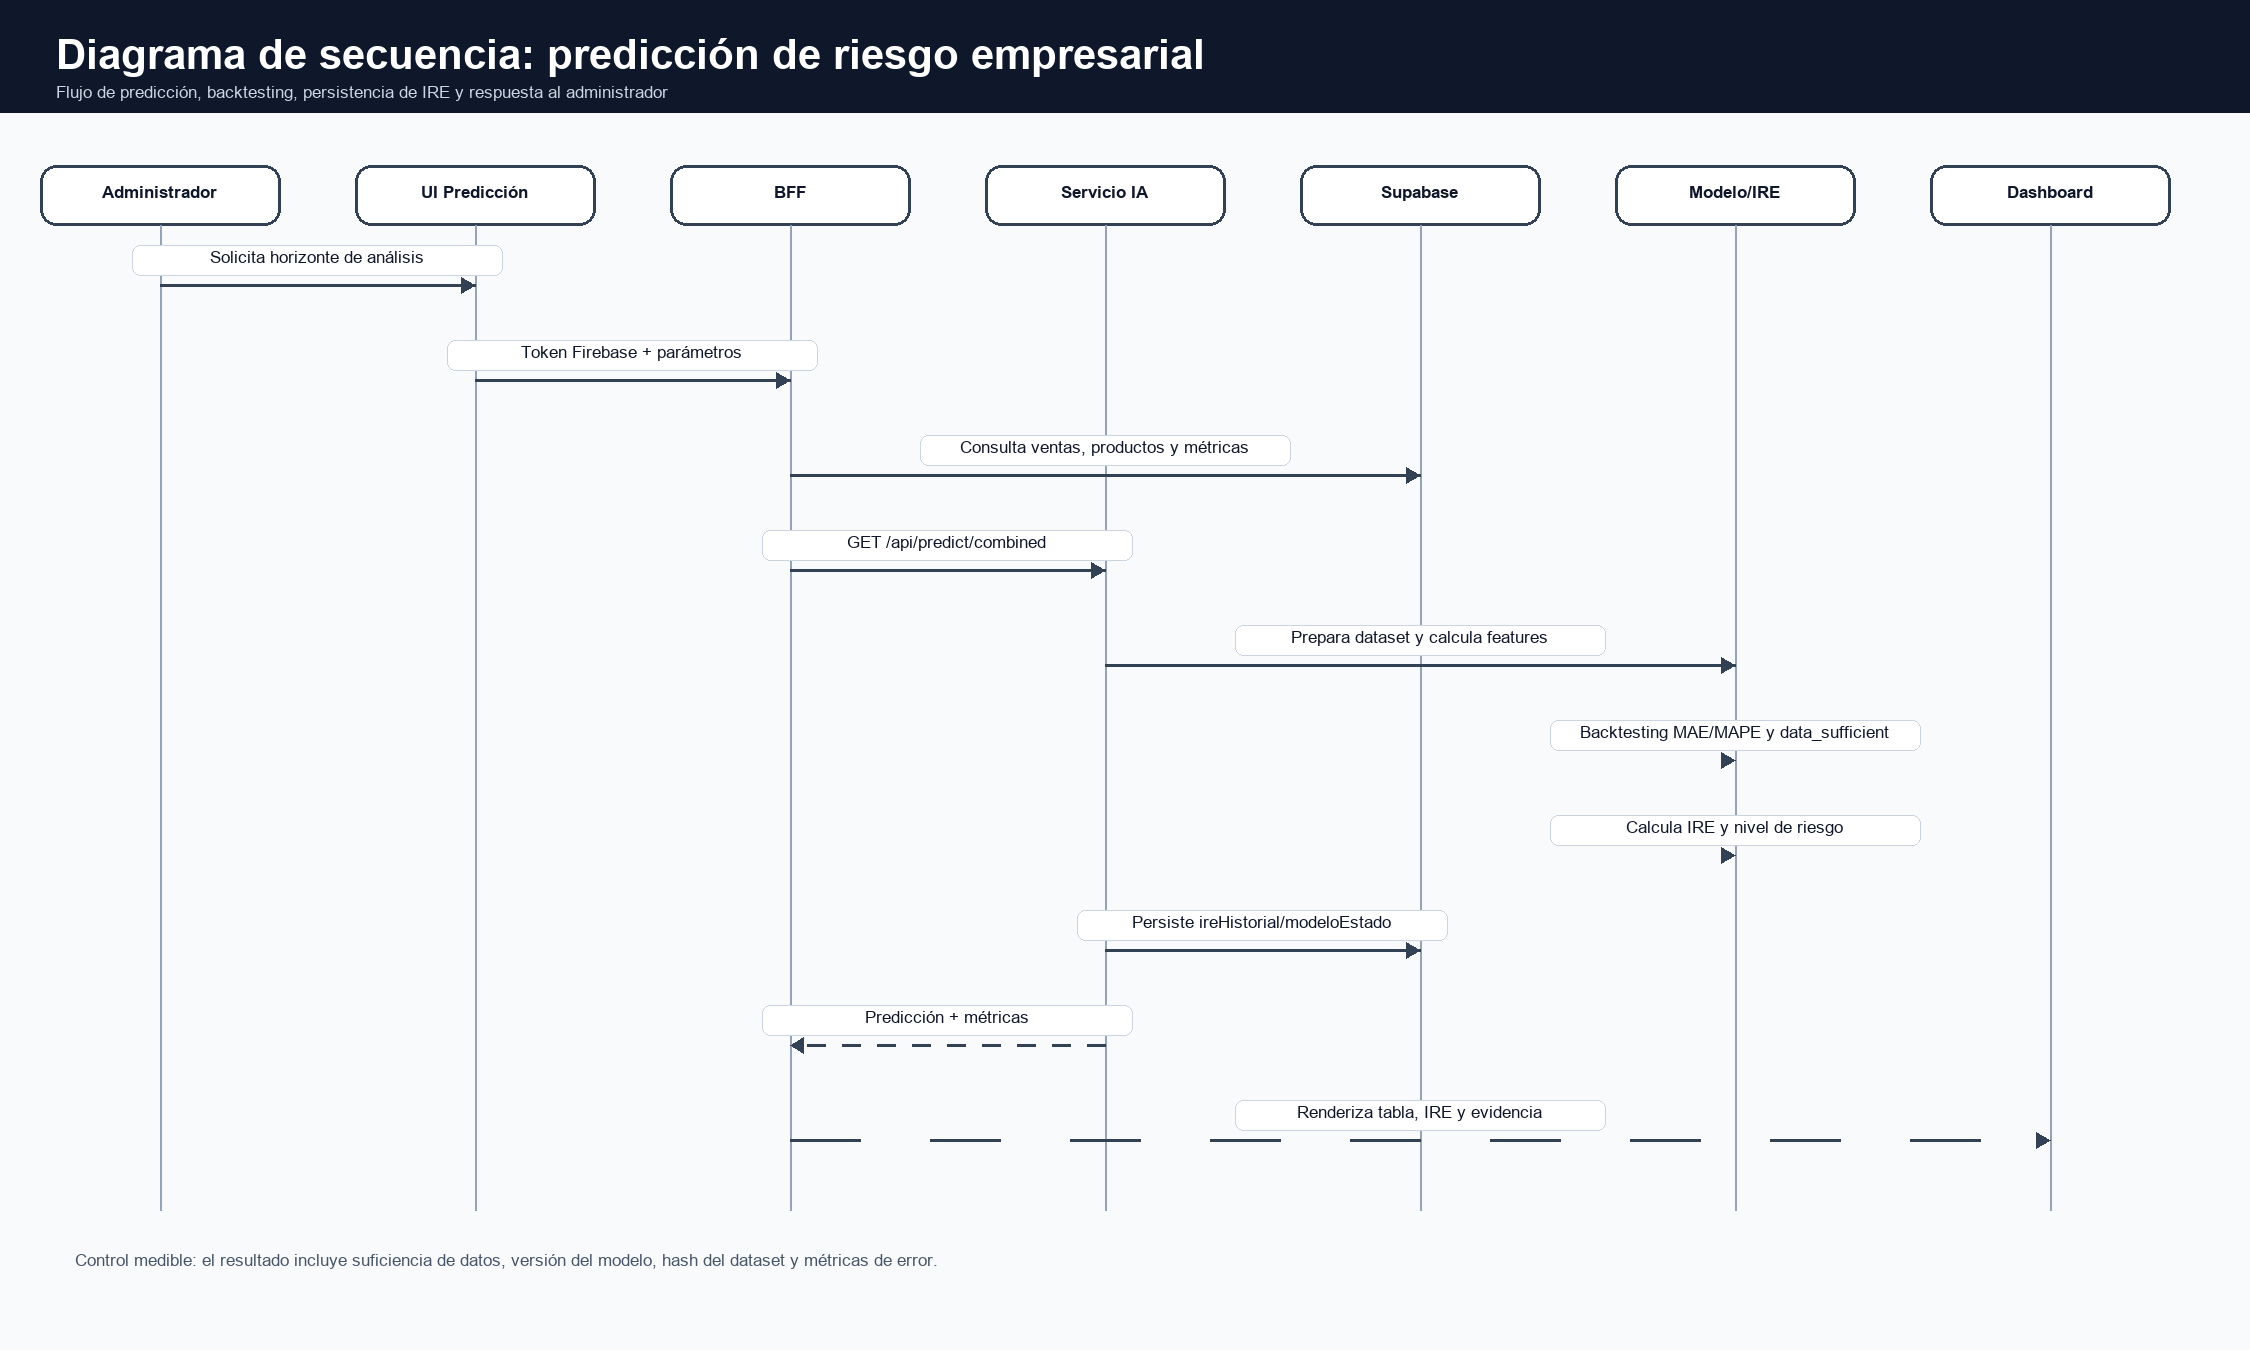 Diagrama de secuencia: predicción de riesgo empresarial
Flujo de predicción, backtesting, persistencia de IRE y respuesta al administrador
Administrador
UI Predicción
BFF
Servicio IA
Supabase
Modelo/IRE
Dashboard
Solicita horizonte de análisis
Token Firebase + parámetros
Consulta ventas, productos y métricas
GET /api/predict/combined
Prepara dataset y calcula features
Backtesting MAE/MAPE y data_sufficient
Calcula IRE y nivel de riesgo
Persiste ireHistorial/modeloEstado
Predicción + métricas
Renderiza tabla, IRE y evidencia
Control medible: el resultado incluye suficiencia de datos, versión del modelo, hash del dataset y métricas de error.